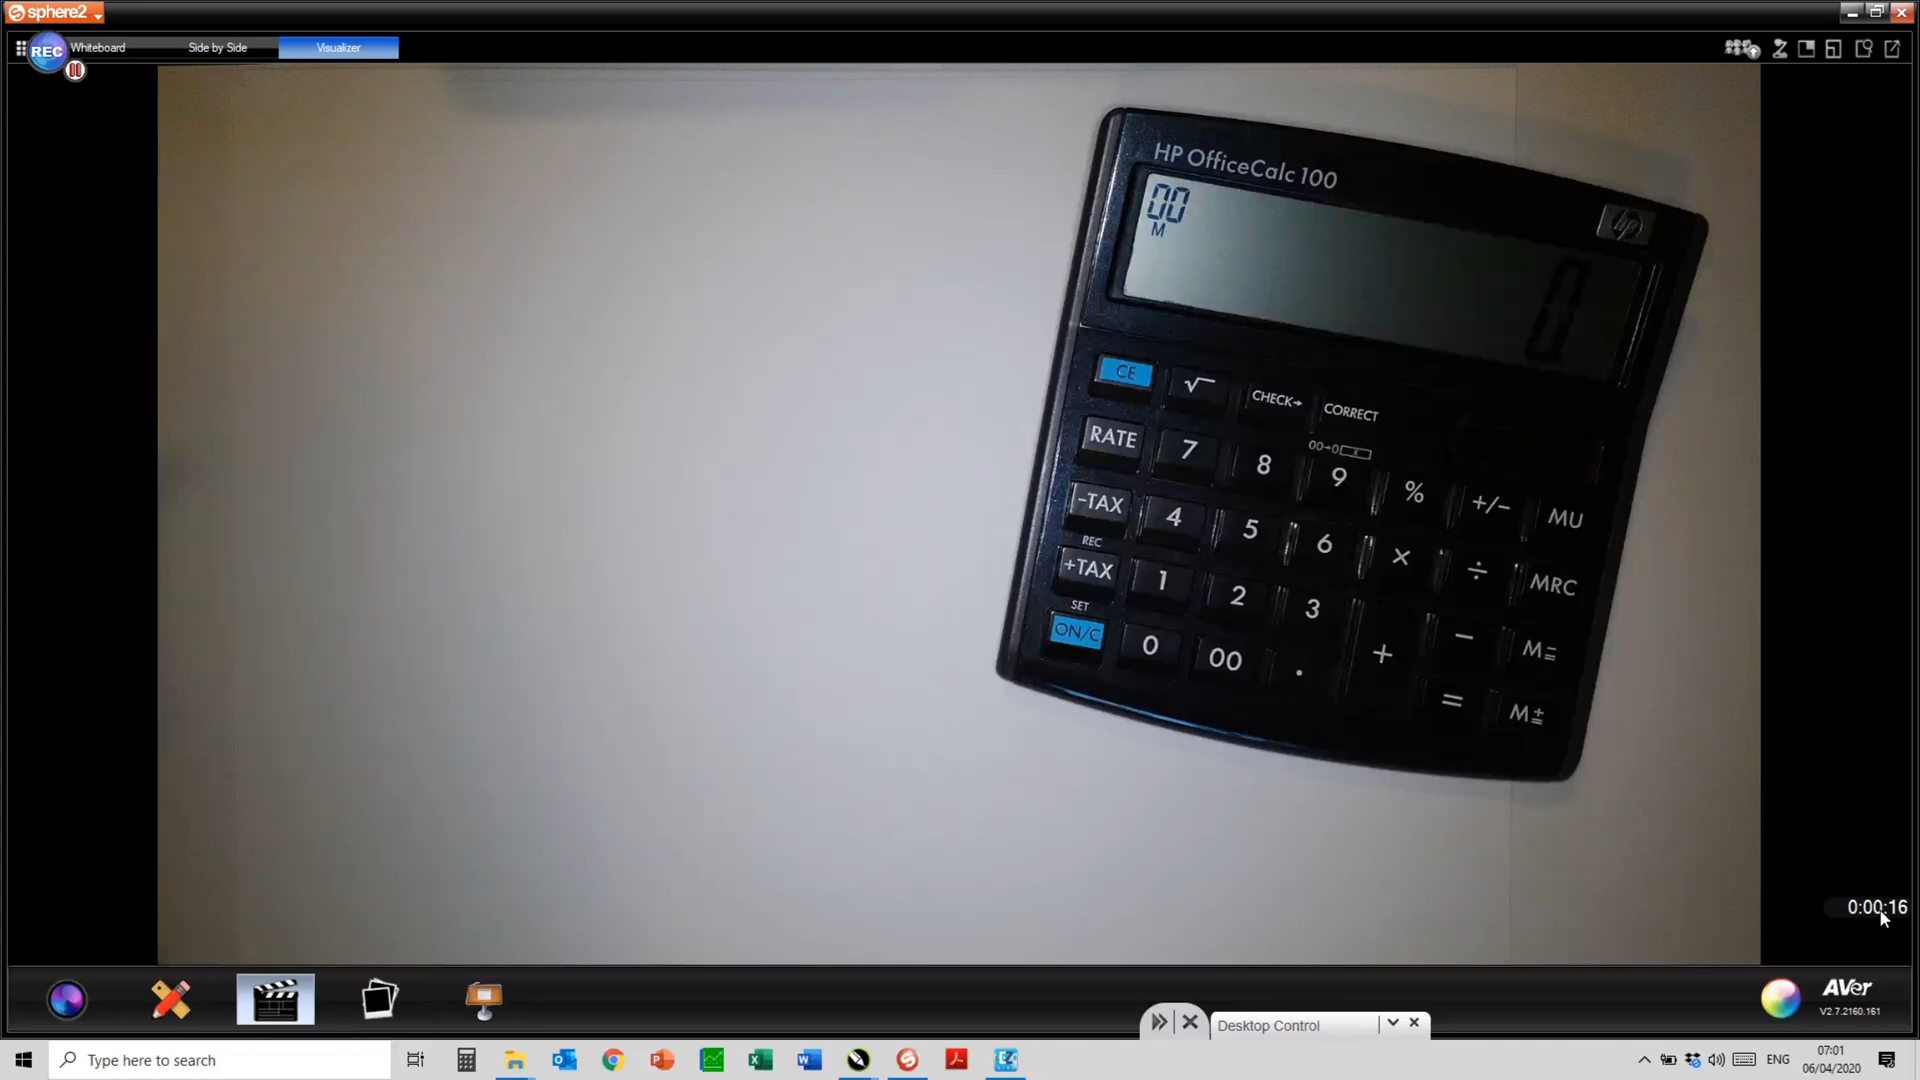 sphere2
REC
Whiteboard
Side by Side
Visualizer
HP OfficeCalc 100
hp
00
M
0
CE
√
CHECK→
CORRECT
00→0
RATE
7
8
9
%
+/−
MU
−TAX
4
5
6
×
÷
MRC
REC
+TAX
1
2
3
+
−
M=
SET
ON/C
0
00
.
=
M±
0:00:16
AVer
V2.7.2160.161
Desktop Control
Type here to search
ENG
07:01
06/04/2020